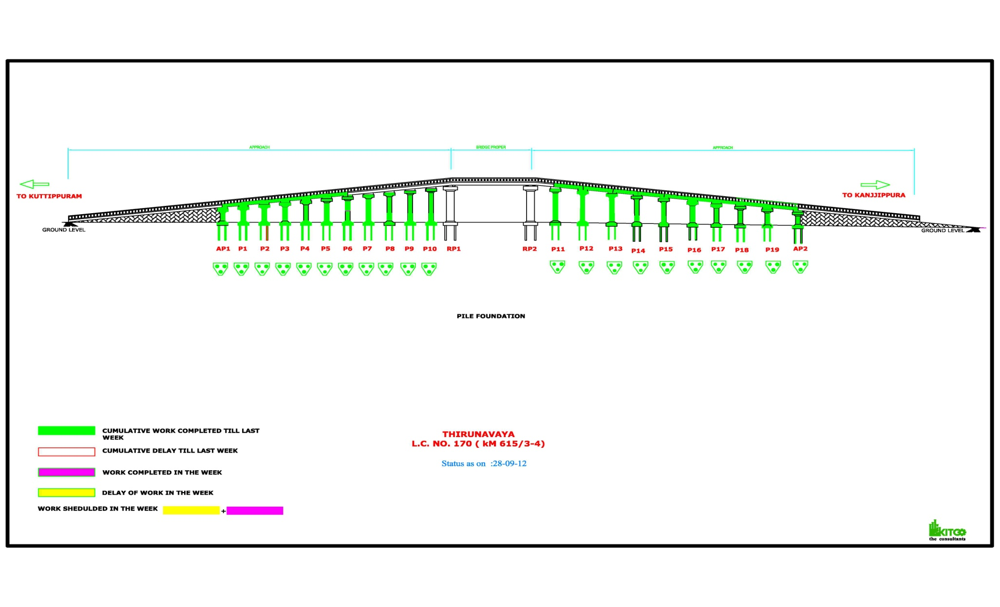 APPROACH
BRIDGE PROPER
APPROACH
TO KUTTIPPURAM
TO KANJJIPPURA
GROUND LEVEL
GROUND LEVEL
AP1 P1 P2 P3 P4 P5 P6 P7 P8 P9 P10 RP1 RP2 P11 P12 P13 P14 P15 P16 P17 P18 P19 AP2
PILE FOUNDATION
CUMULATIVE WORK COMPLETED TILL LAST
WEEK
CUMULATIVE DELAY TILL LAST WEEK
WORK COMPLETED IN THE WEEK
DELAY OF WORK IN THE WEEK
WORK SHEDULDED IN THE WEEK +
THIRUNAVAYA
L.C. NO. 170 ( kM 615/3-4)
Status as on :28-09-12
KITCO
the consultants